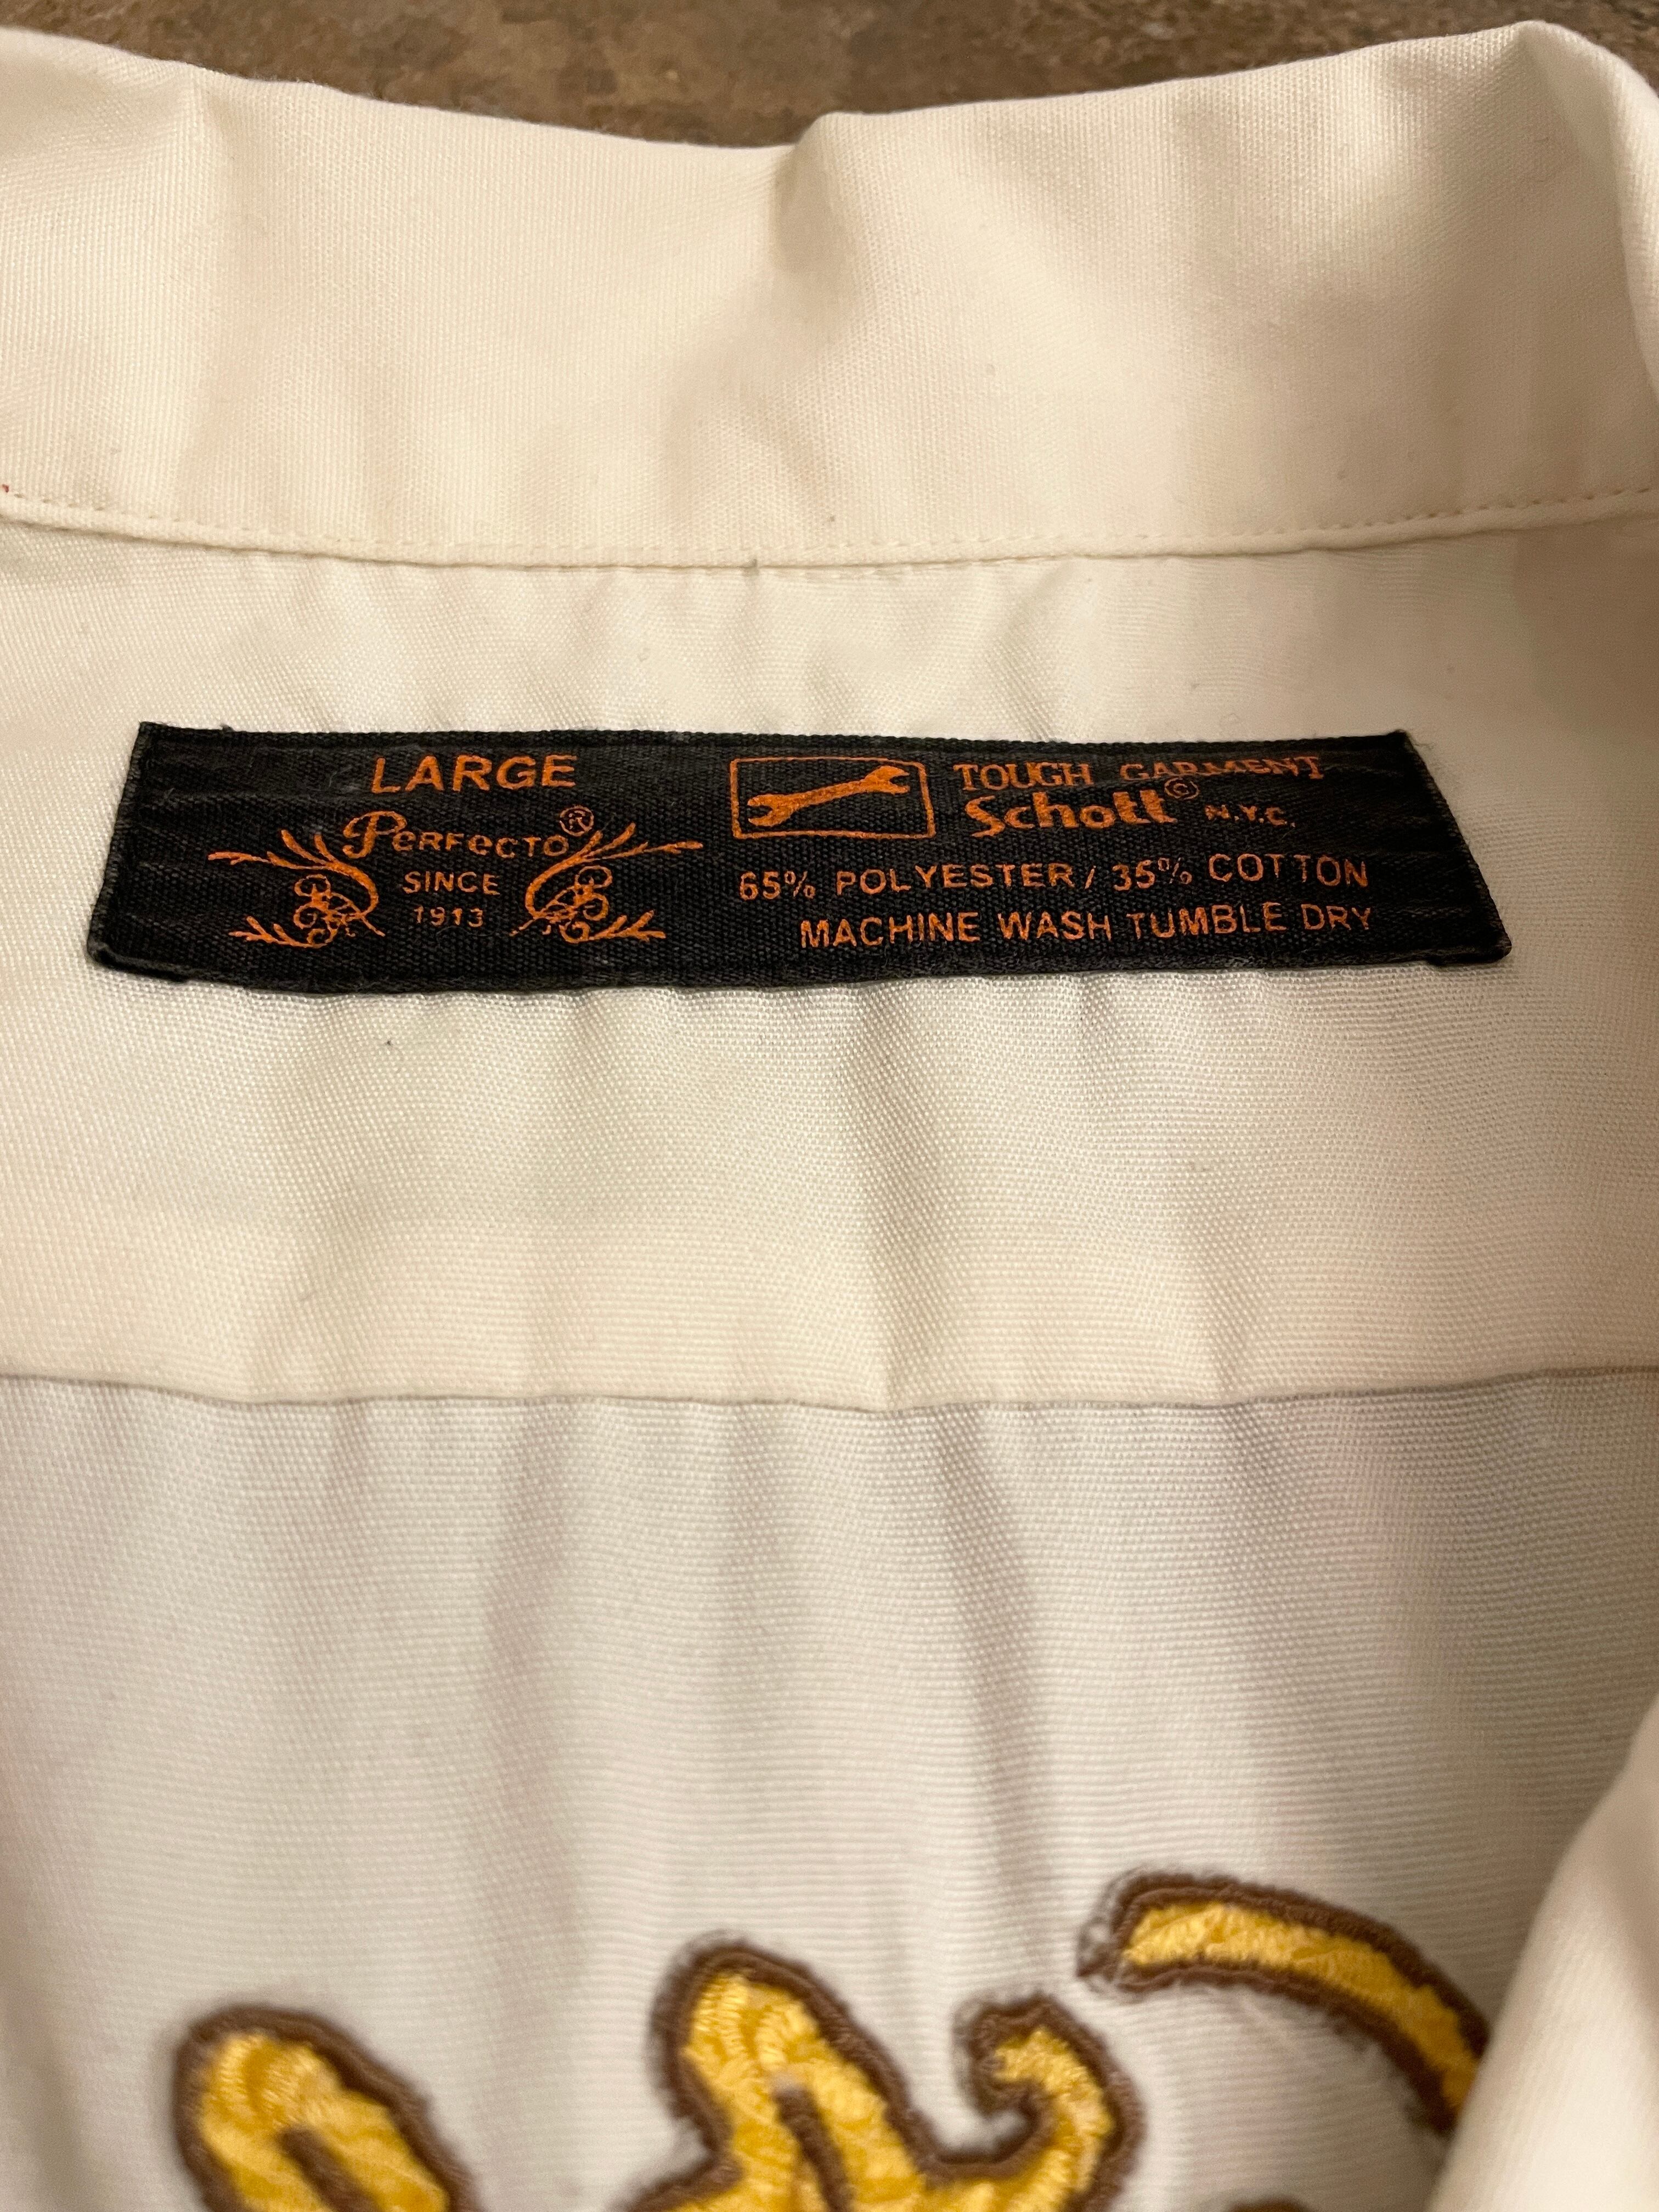 LARGE
PERFECTO®
SINCE
1913
TOUGH GARMENT
Schott© N.Y.C.
65% POLYESTER / 35% COTTON
MACHINE WASH TUMBLE DRY